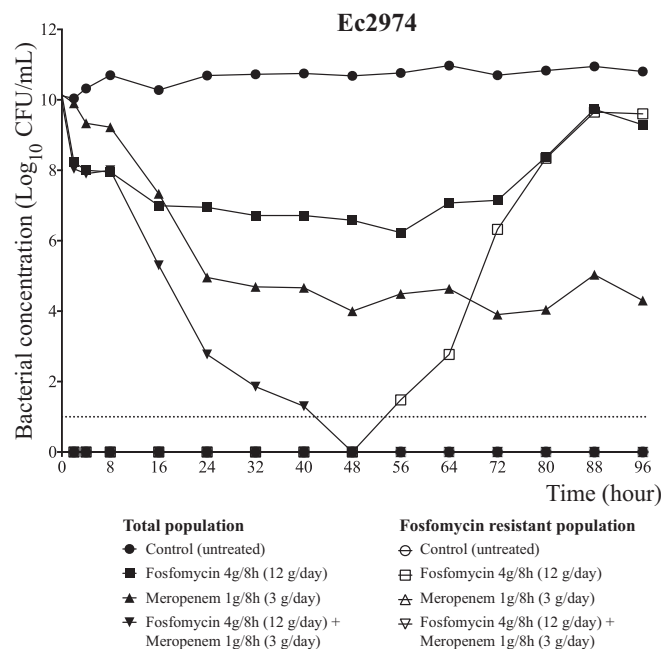 Ec2974
Bacterial concentration (Log10 CFU/mL)
12
10
8
6
4
2
0
0 8 16 24 32 40 48 56 64 72 80 88 96
Time (hour)
Total population
Control (untreated)
Fosfomycin 4g/8h (12 g/day)
Meropenem 1g/8h (3 g/day)
Fosfomycin 4g/8h (12 g/day) +
Meropenem 1g/8h (3 g/day)
Fosfomycin resistant population
Control (untreated)
Fosfomycin 4g/8h (12 g/day)
Meropenem 1g/8h (3 g/day)
Fosfomycin 4g/8h (12 g/day) +
Meropenem 1g/8h (3 g/day)